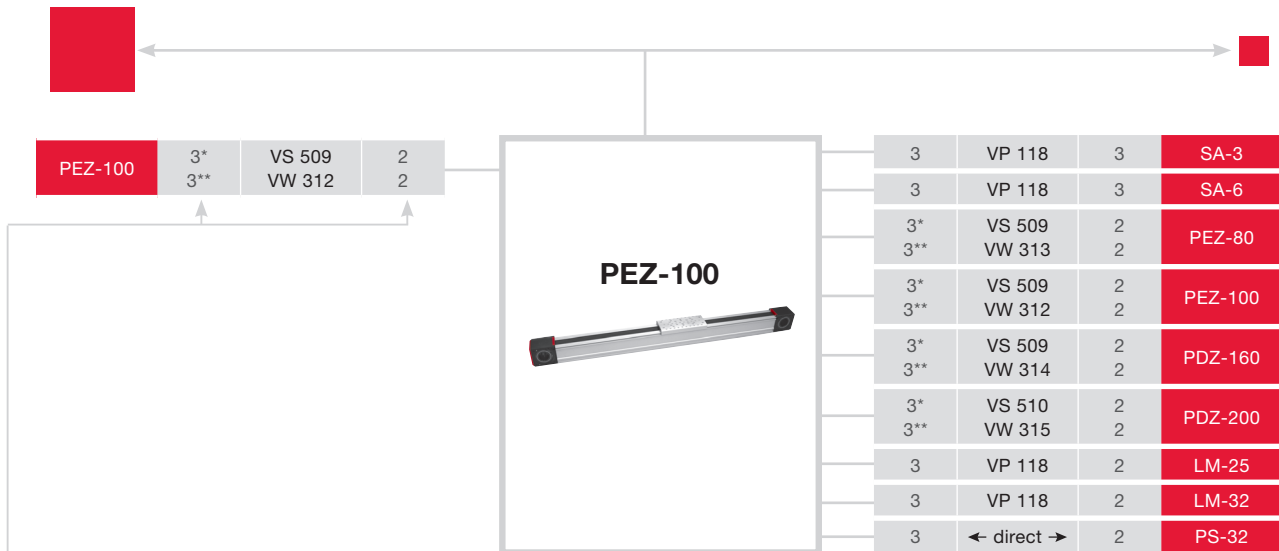 PEZ-100 3* VS 509 2
3** VW 312 2
PEZ-100
3 VP 118 3 SA-3
3 VP 118 3 SA-6
3* VS 509 2 PEZ-80
3** VW 313 2
3* VS 509 2 PEZ-100
3** VW 312 2
3* VS 509 2 PDZ-160
3** VW 314 2
3* VS 510 2 PDZ-200
3** VW 315 2
3 VP 118 2 LM-25
3 VP 118 2 LM-32
3 ← direct → 2 PS-32